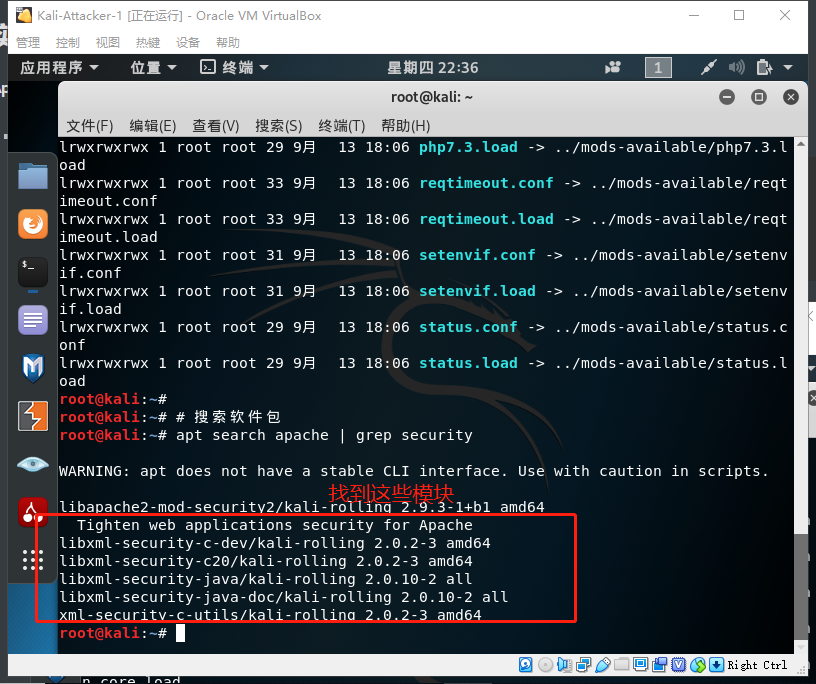 Kali-Attacker-1 [正在运行] - Oracle VM VirtualBox
管理 控制 视图 热键 设备 帮助
应用程序 位置 终端 星期四 22:36 1
root@kali: ~
文件(F) 编辑(E) 查看(V) 搜索(S) 终端(T) 帮助(H)
lrwxrwxrwx 1 root root 29 9月 13 18:06 php7.3.load -> ../mods-available/php7.3.l
oad
lrwxrwxrwx 1 root root 33 9月 13 18:06 reqtimeout.conf -> ../mods-available/reqt
imeout.conf
lrwxrwxrwx 1 root root 33 9月 13 18:06 reqtimeout.load -> ../mods-available/reqt
imeout.load
lrwxrwxrwx 1 root root 31 9月 13 18:06 setenvif.conf -> ../mods-available/setenv
if.conf
lrwxrwxrwx 1 root root 31 9月 13 18:06 setenvif.load -> ../mods-available/setenv
if.load
lrwxrwxrwx 1 root root 29 9月 13 18:06 status.conf -> ../mods-available/status.c
onf
lrwxrwxrwx 1 root root 29 9月 13 18:06 status.load -> ../mods-available/status.l
oad
root@kali:~#
root@kali:~# # 搜索软件包
root@kali:~# apt search apache | grep security
WARNING: apt does not have a stable CLI interface. Use with caution in scripts.
找到这些模块
libapache2-mod-security2/kali-rolling 2.9.3-1+b1 amd64
Tighten web applications security for Apache
libxml-security-c-dev/kali-rolling 2.0.2-3 amd64
libxml-security-c20/kali-rolling 2.0.2-3 amd64
libxml-security-java/kali-rolling 2.0.10-2 all
libxml-security-java-doc/kali-rolling 2.0.10-2 all
xml-security-c-utils/kali-rolling 2.0.2-3 amd64
root@kali:~#
Right Ctrl